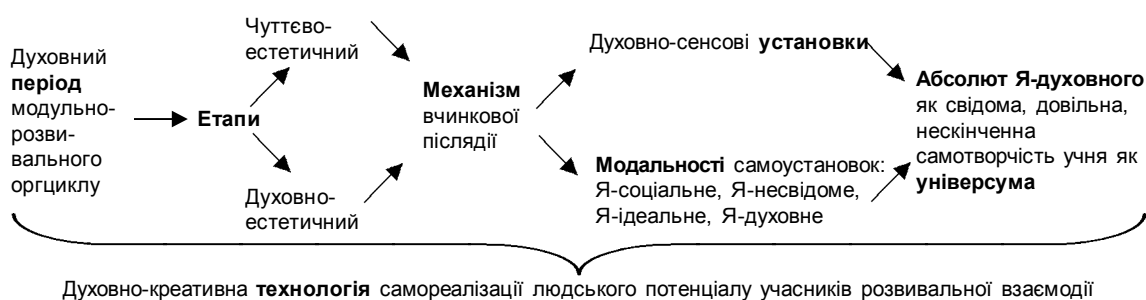 Духовний
період
модульно-
розви-
вального
оргциклу
Етапи
Чуттєво-
естетичний
Духовно-
естетичний
Механізм
вчинкової
післядії
Духовно-сенсові установки
Модальності самоустановок:
Я-соціальне, Я-несвідоме,
Я-ідеальне, Я-духовне
Абсолют Я-духовного
як свідома, довільна,
нескінченна
самотворчість учня як
універсума
Духовно-креативна технологія самореалізації людського потенціалу учасників розвивальної взаємодії